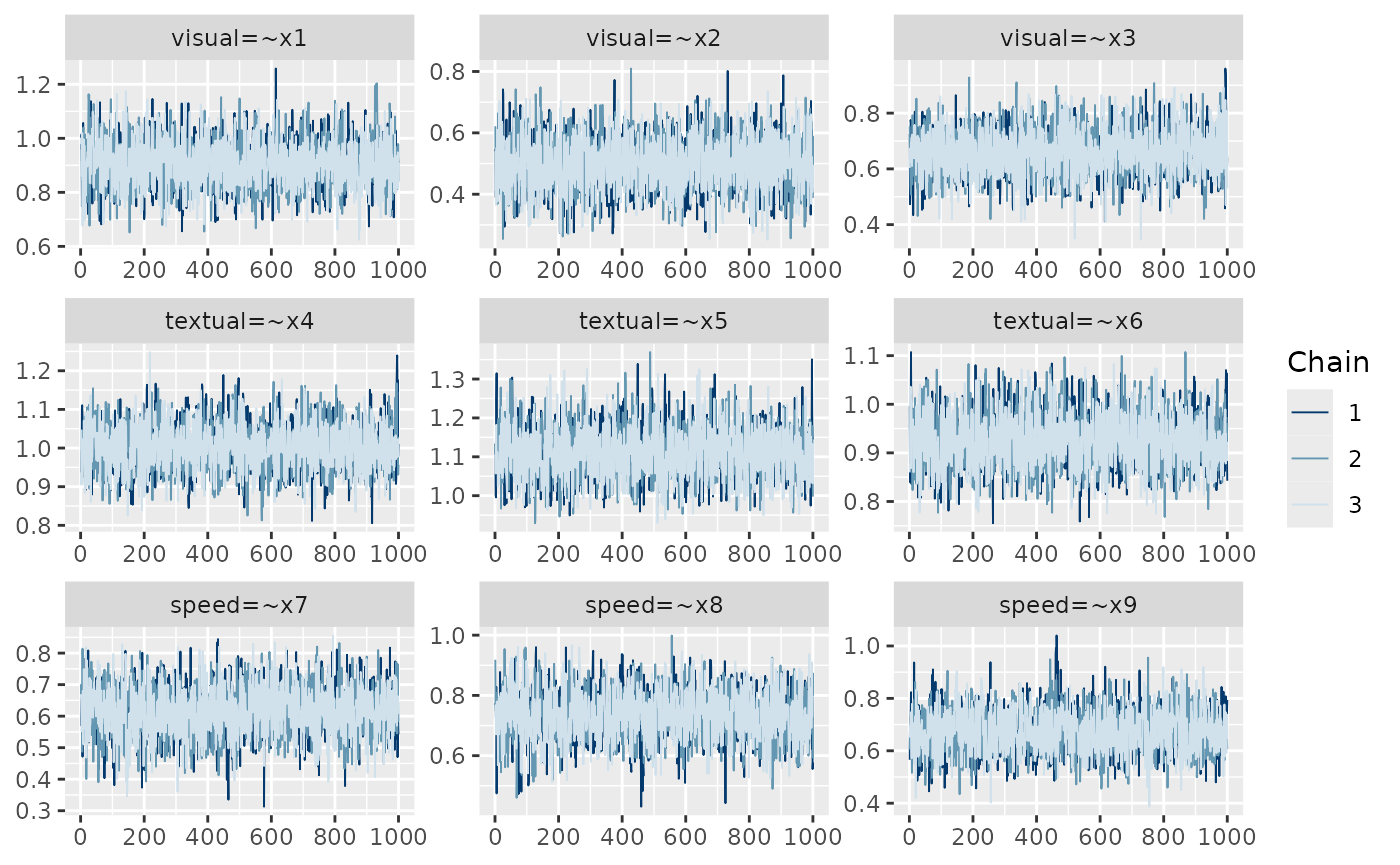 visual=~x1 visual=~x2 visual=~x3
1.2 1.0 0.8 0.6
0 200 400 600 800 1000
0.8 0.6 0.4
0 200 400 600 800 1000
0.8 0.6 0.4
0 200 400 600 800 1000
textual=~x4 textual=~x5 textual=~x6
1.2 1.1 1.0 0.9 0.8
0 200 400 600 800 1000
1.3 1.2 1.1 1.0
0 200 400 600 800 1000
1.1 1.0 0.9 0.8
0 200 400 600 800 1000
speed=~x7 speed=~x8 speed=~x9
0.8 0.7 0.6 0.5 0.4 0.3
0 200 400 600 800 1000
1.0 0.8 0.6
0 200 400 600 800 1000
1.0 0.8 0.6 0.4
0 200 400 600 800 1000
Chain
1
2
3